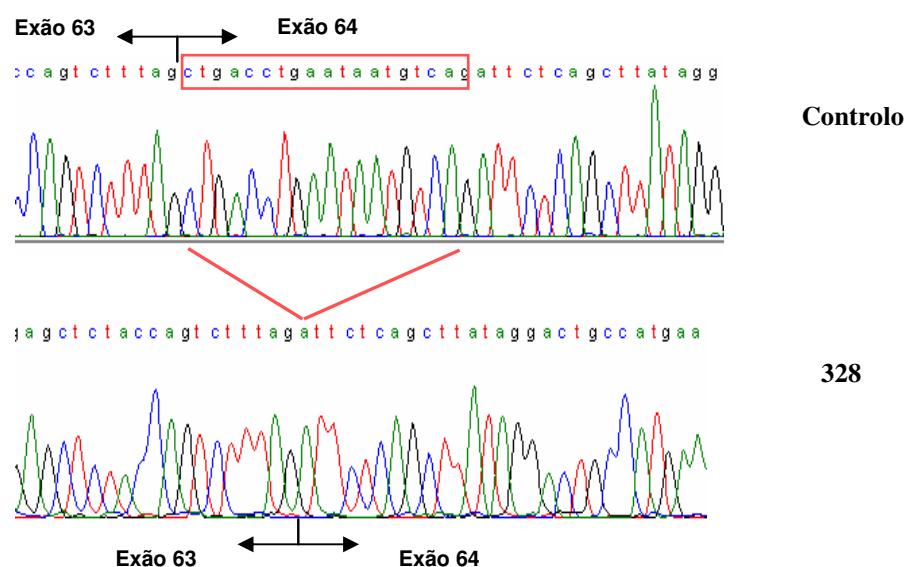 Exão 63
Exão 64
c c a g t c t t t a g c t g a c c t g a a t a a t g t c a g a t t c t c a g c t t a t a g g
Controlo
g a g c t c t a c c a g t c t t t a g a t t c t c a g c t t a t a g g a c t g c c a t g a a
328
Exão 63
Exão 64